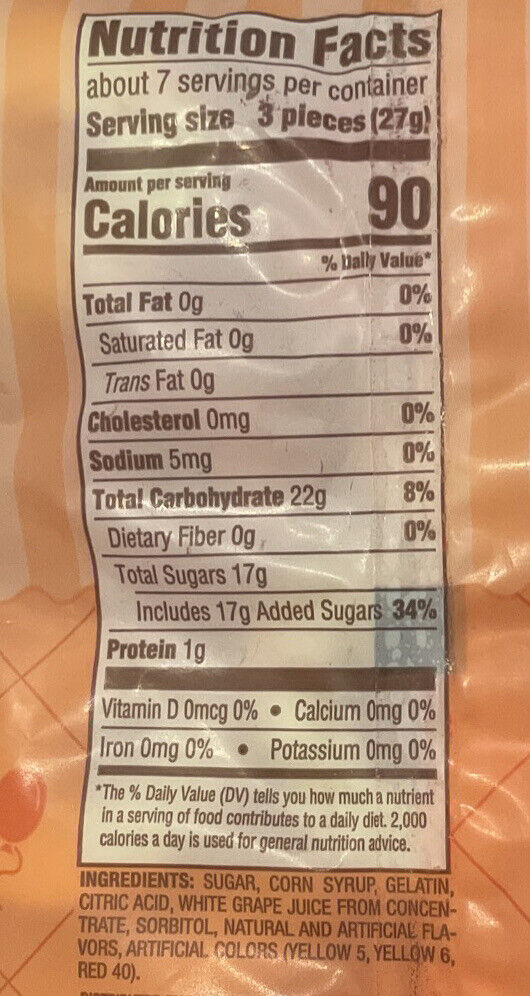 Nutrition Facts
about 7 servings per container
Serving size 3 pieces (27g)
Amount per serving
Calories 90
% Daily Value*
Total Fat 0g 0%
Saturated Fat 0g 0%
Trans Fat 0g
Cholesterol 0mg 0%
Sodium 5mg 0%
Total Carbohydrate 22g 8%
Dietary Fiber 0g 0%
Total Sugars 17g
Includes 17g Added Sugars 34%
Protein 1g
Vitamin D 0mcg 0% • Calcium 0mg 0%
Iron 0mg 0% • Potassium 0mg 0%
*The % Daily Value (DV) tells you how much a nutrient
in a serving of food contributes to a daily diet. 2,000
calories a day is used for general nutrition advice.
INGREDIENTS: SUGAR, CORN SYRUP, GELATIN,
CITRIC ACID, WHITE GRAPE JUICE FROM CONCEN-
TRATE, SORBITOL, NATURAL AND ARTIFICIAL FLA-
VORS, ARTIFICIAL COLORS (YELLOW 5, YELLOW 6,
RED 40).